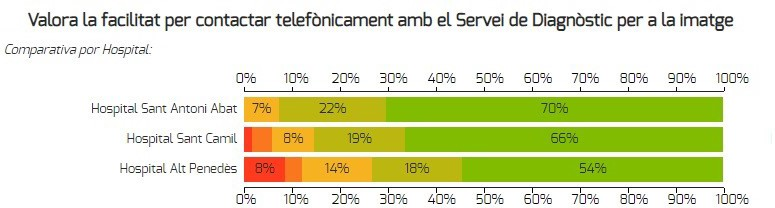 Valora la facilitat per contactar telefònicament amb el Servei de Diagnòstic per a la imatge
Comparativa por Hospital:
0% 10% 20% 30% 40% 50% 60% 70% 80% 90% 100%
Hospital Sant Antoni Abat 7% 22% 70%
Hospital Sant Camil 8% 19% 66%
Hospital Alt Penedès 8% 14% 18% 54%
0% 10% 20% 30% 40% 50% 60% 70% 80% 90% 100%